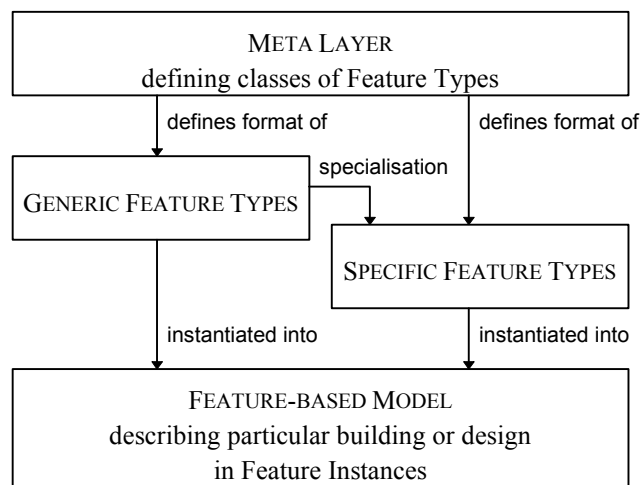 META LAYER
defining classes of Feature Types
defines format of
defines format of
specialisation
GENERIC FEATURE TYPES
SPECIFIC FEATURE TYPES
instantiated into
instantiated into
FEATURE-BASED MODEL
describing particular building or design
in Feature Instances